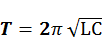 T = 2π √LC